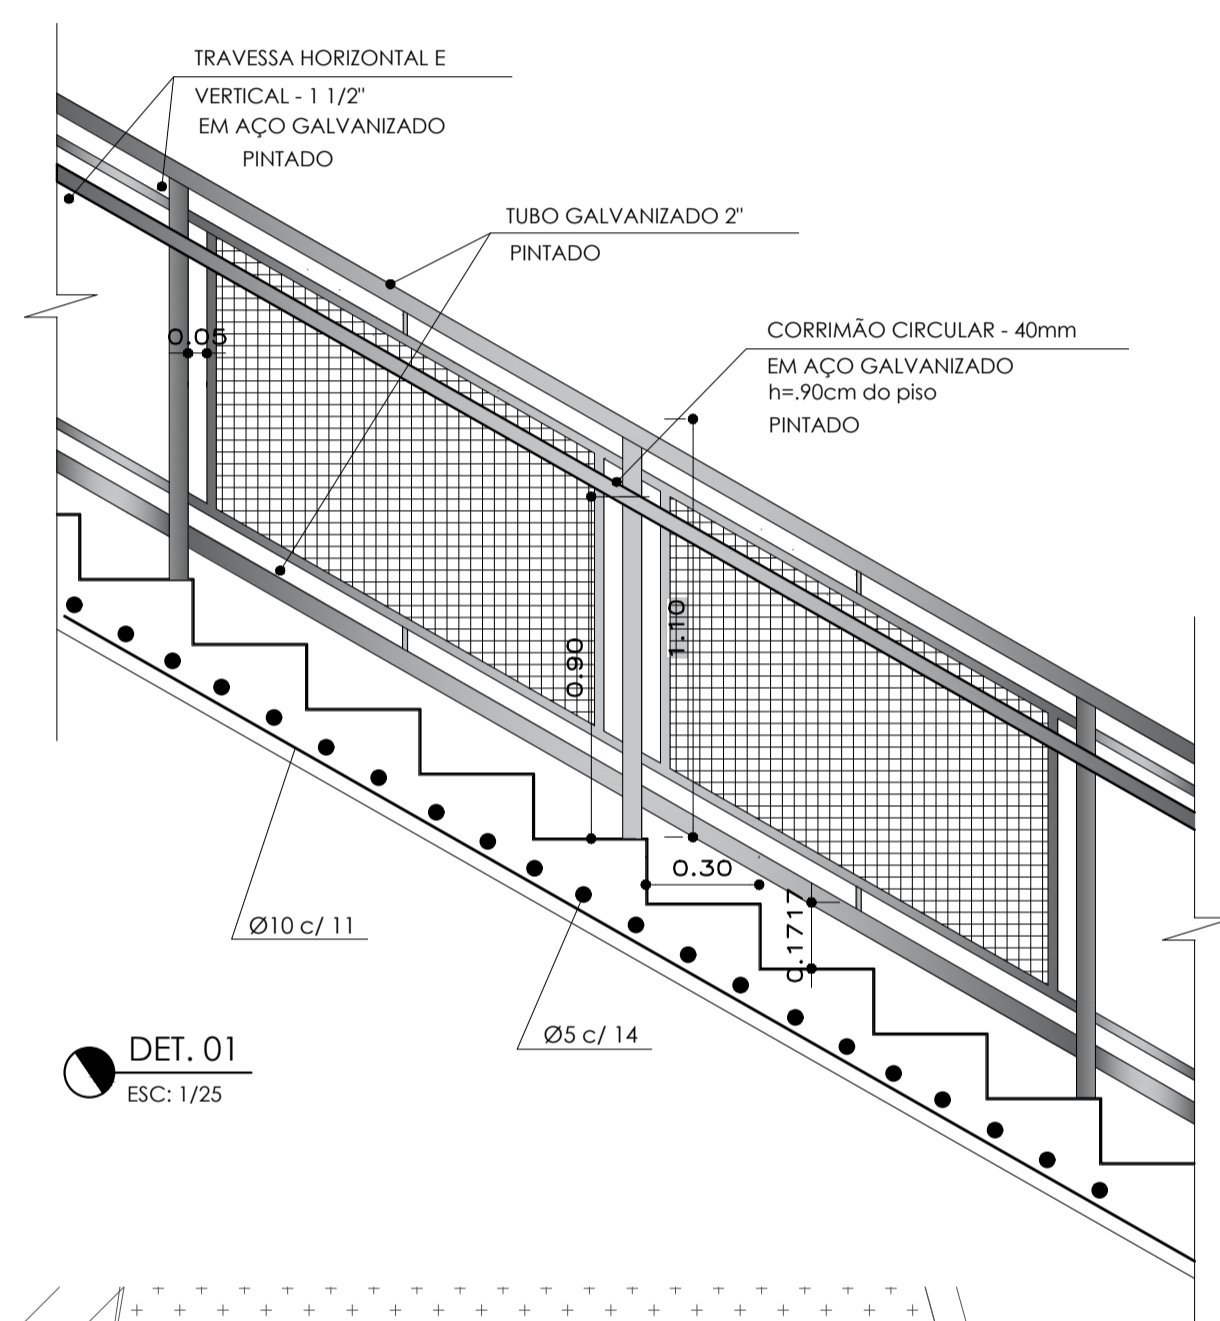 TRAVESSA HORIZONTAL E
VERTICAL - 1 1/2"
EM AÇO GALVANIZADO
PINTADO
TUBO GALVANIZADO 2"
PINTADO
CORRIMÃO CIRCULAR - 40mm
EM AÇO GALVANIZADO
h=.90cm do piso
PINTADO
0.05
0.90
1.10
0.30
0.1717
Ø10 c/ 11
Ø5 c/ 14
DET. 01
ESC: 1/25